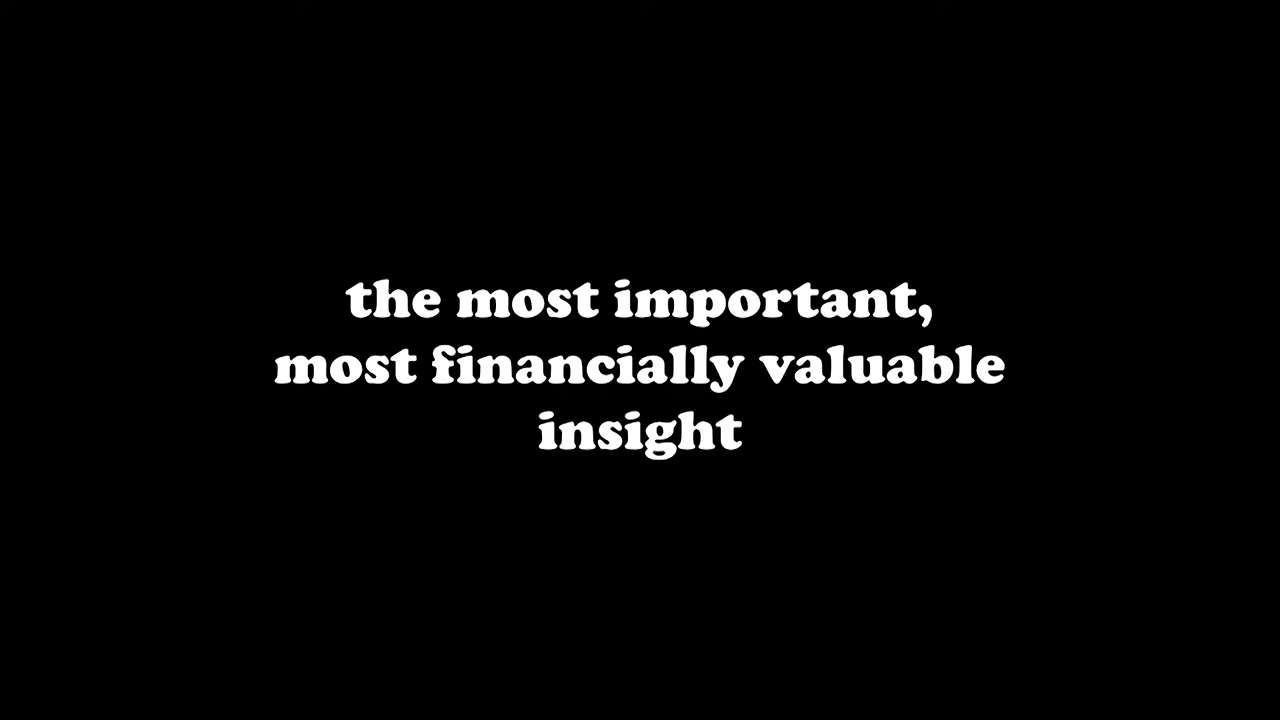 the most important,
most financially valuable
insight